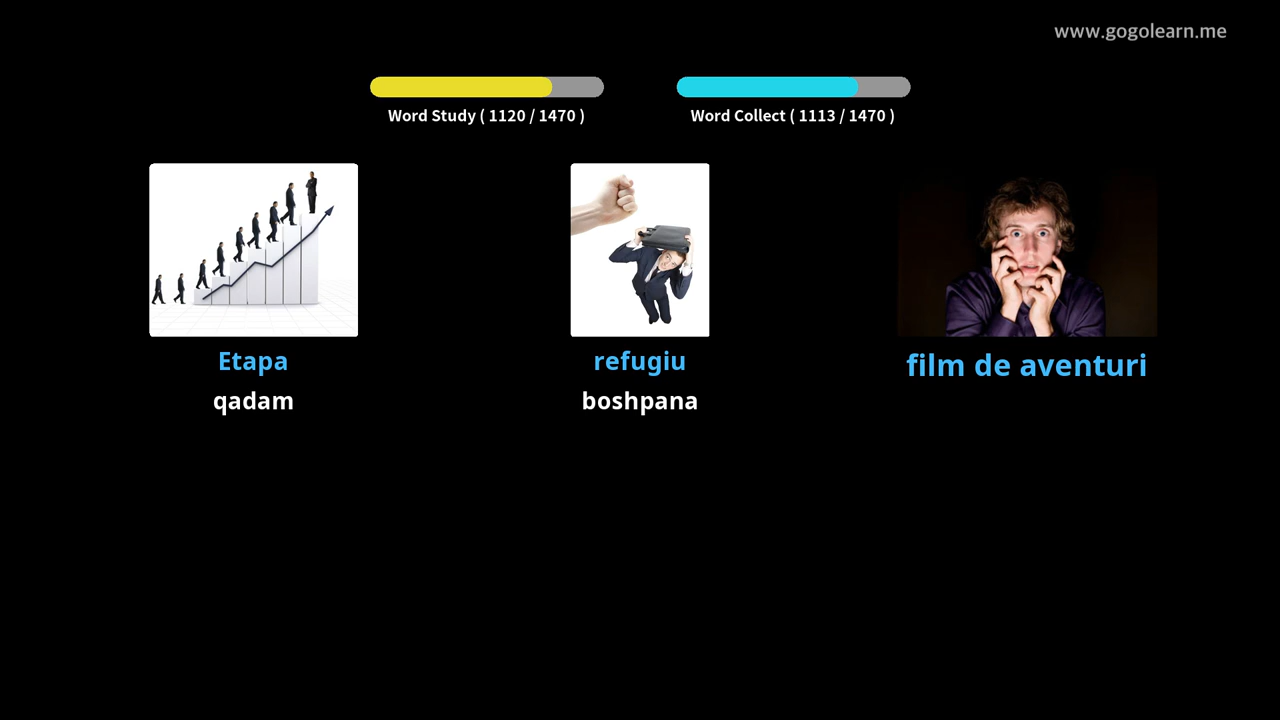 www.gogolearn.me
Word Study ( 1120 / 1470 )
Word Collect ( 1113 / 1470 )
Etapa
qadam
refugiu
boshpana
film de aventuri